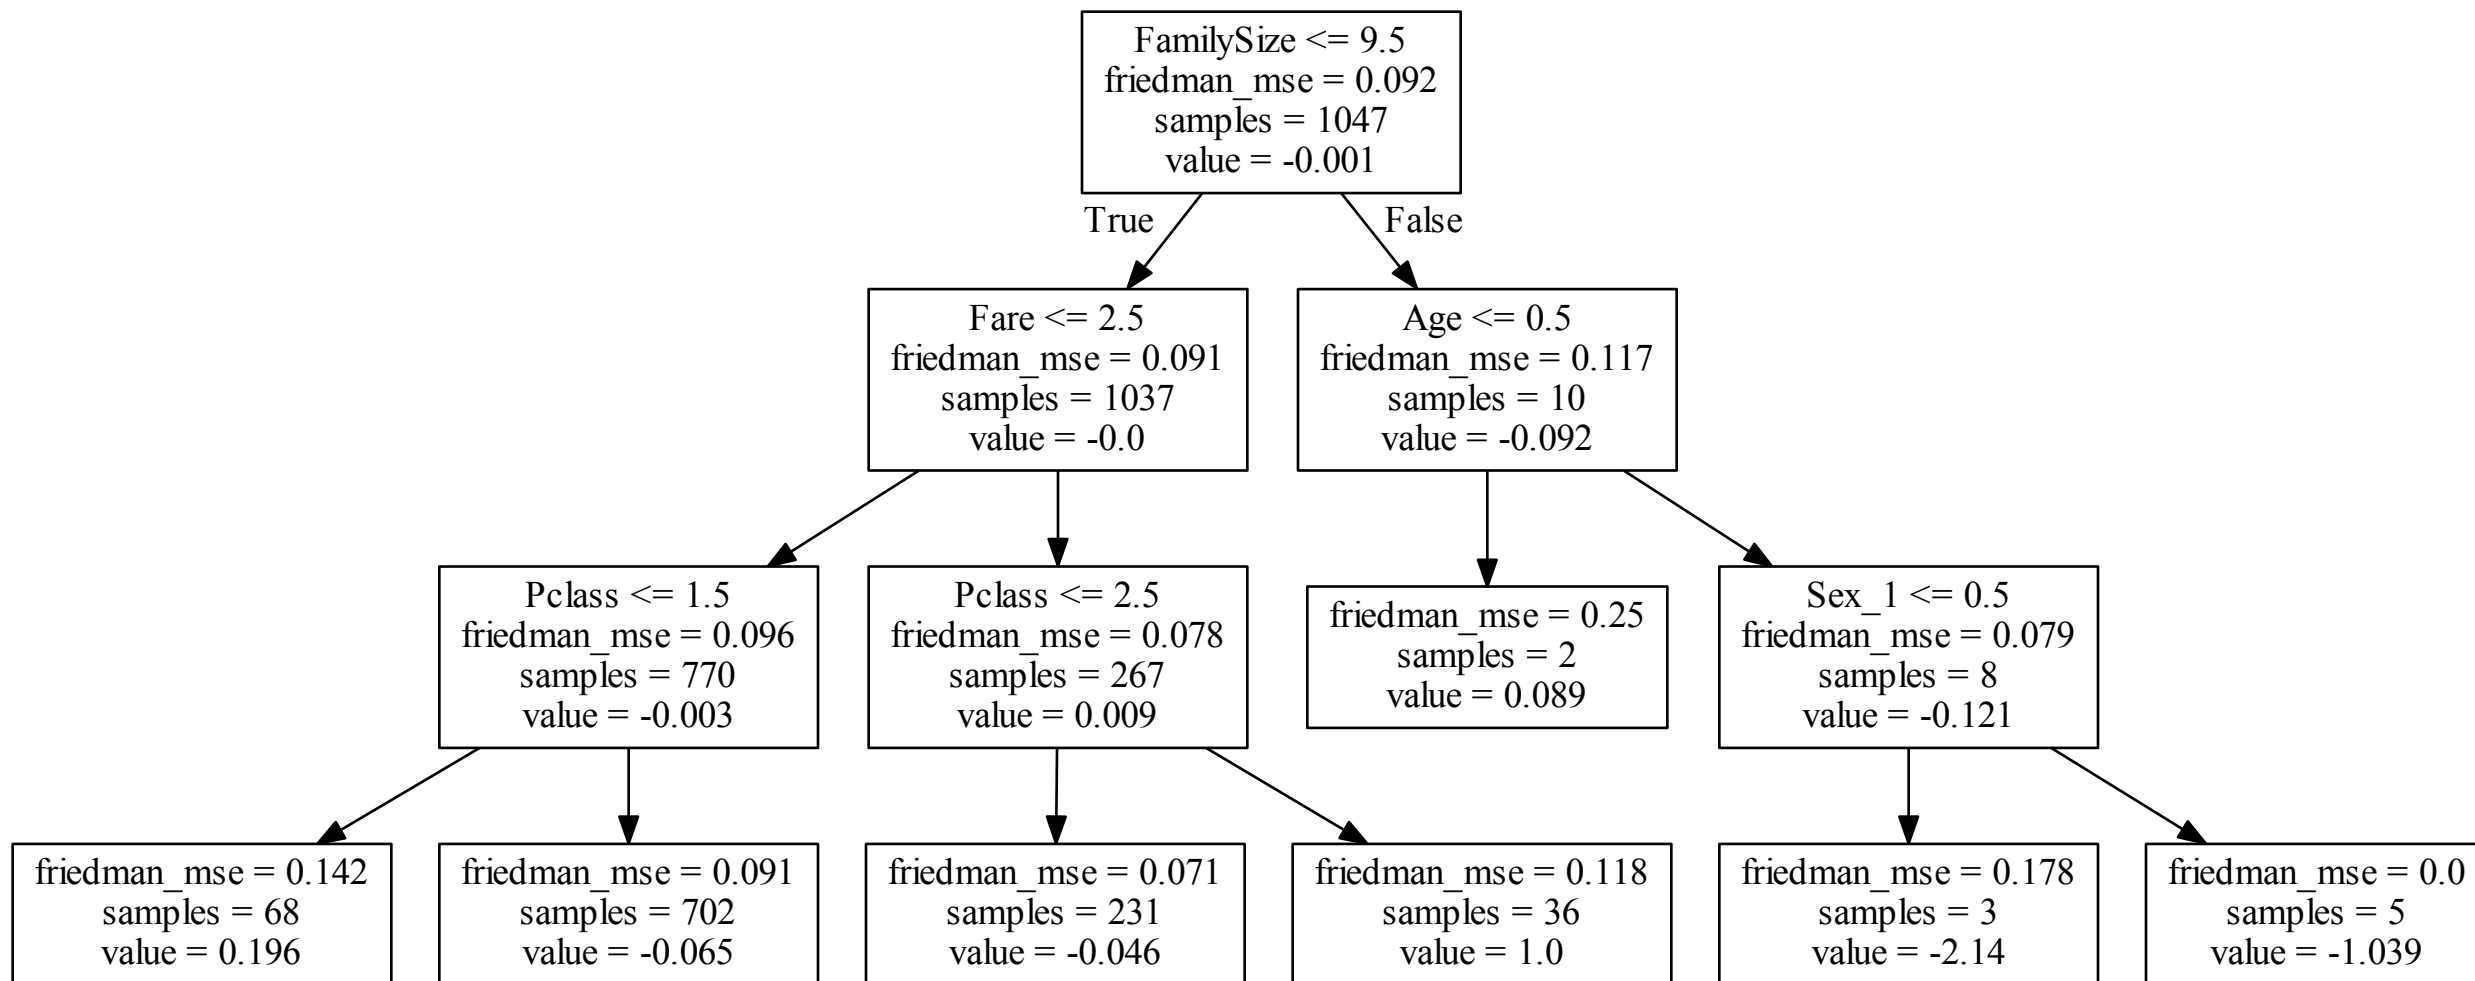 FamilySize <= 9.5
friedman_mse = 0.092
samples = 1047
value = -0.001
True
False
Fare <= 2.5
friedman_mse = 0.091
samples = 1037
value = -0.0
Age <= 0.5
friedman_mse = 0.117
samples = 10
value = -0.092
Pclass <= 1.5
friedman_mse = 0.096
samples = 770
value = -0.003
Pclass <= 2.5
friedman_mse = 0.078
samples = 267
value = 0.009
friedman_mse = 0.25
samples = 2
value = 0.089
Sex_1 <= 0.5
friedman_mse = 0.079
samples = 8
value = -0.121
friedman_mse = 0.142
samples = 68
value = 0.196
friedman_mse = 0.091
samples = 702
value = -0.065
friedman_mse = 0.071
samples = 231
value = -0.046
friedman_mse = 0.118
samples = 36
value = 1.0
friedman_mse = 0.178
samples = 3
value = -2.14
friedman_mse = 0.0
samples = 5
value = -1.039